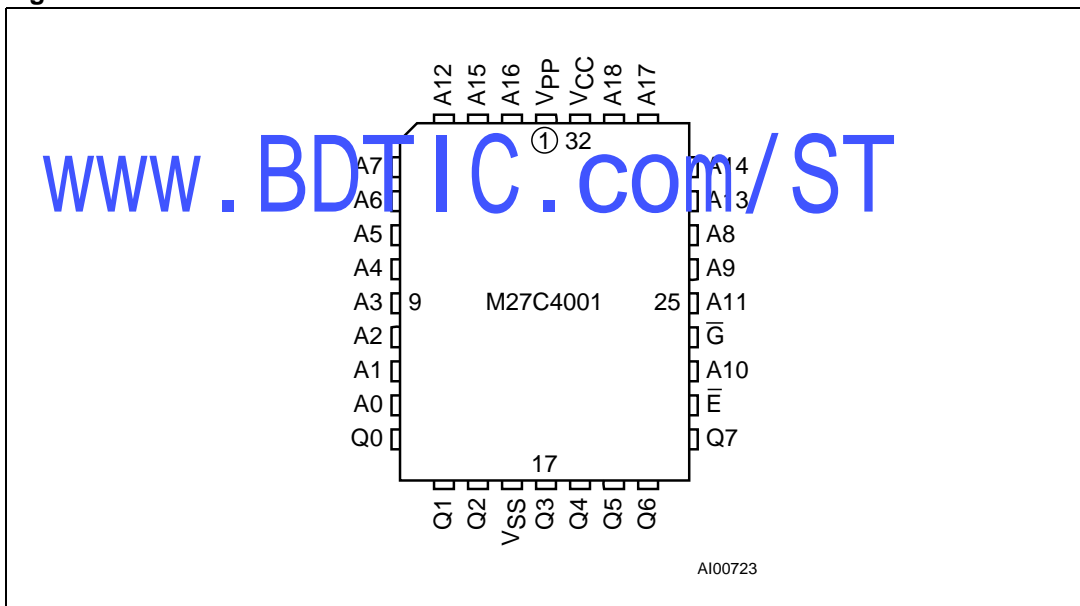 A12 A15 A16 VPP VCC A18 A17
1 32
www.BDTIC.com/ST
A7 A14
A6 A13
A5 A8
A4 A9
A3 9 M27C4001 25 A11
A2 G̅
A1 A10
A0 E̅
Q0 Q7
17
Q1 Q2 VSS Q3 Q4 Q5 Q6
AI00723